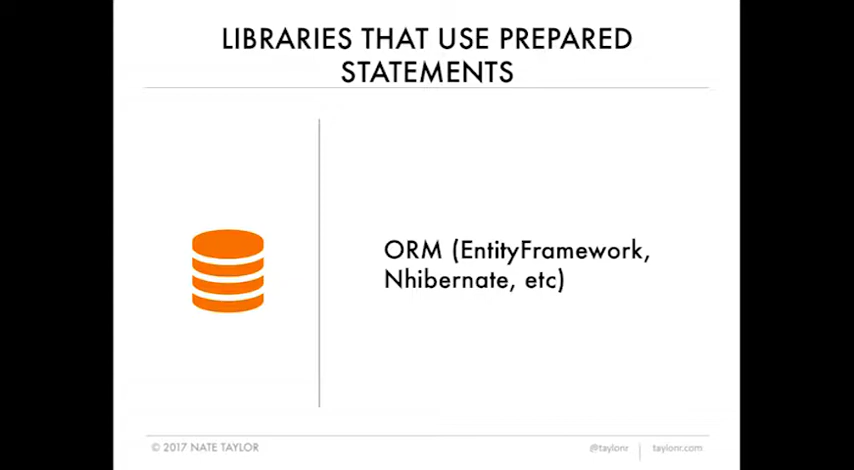 LIBRARIES THAT USE PREPARED
STATEMENTS
ORM (EntityFramework,
Nhibernate, etc)
© 2017 NATE TAYLOR
@taylonr
taylonr.com